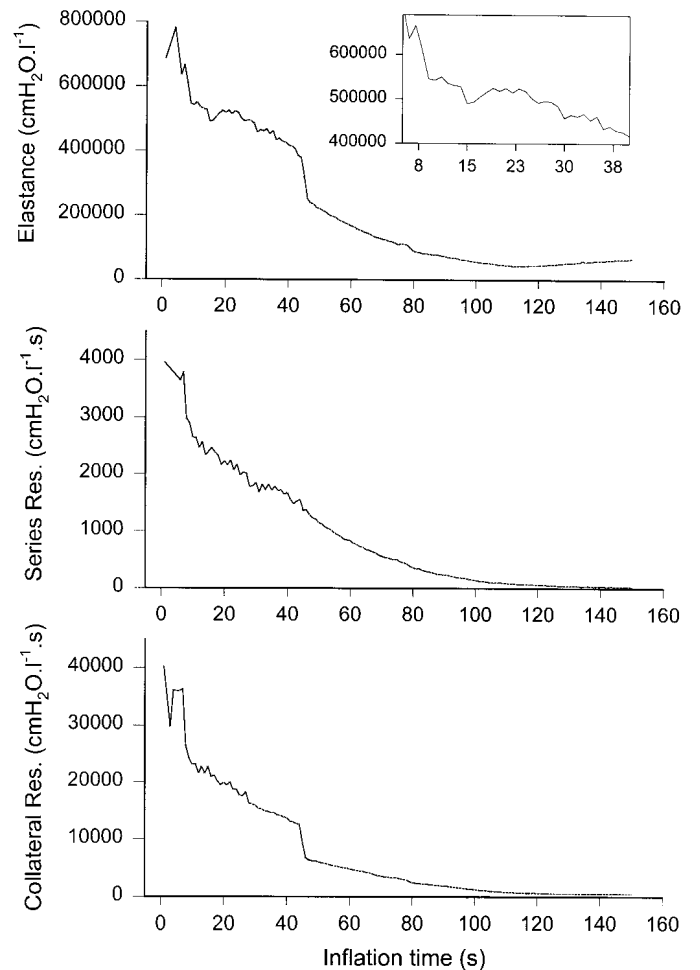 Elastance (cmH₂O.l⁻¹)
800000
600000
400000
200000
0
0 20 40 60 80 100 120 140 160
600000
500000
400000
8 15 23 30 38
Series Res. (cmH₂O.l⁻¹.s)
4000
3000
2000
1000
0
0 20 40 60 80 100 120 140 160
Collateral Res. (cmH₂O.l⁻¹.s)
40000
30000
20000
10000
0
0 20 40 60 80 100 120 140 160
Inflation time (s)